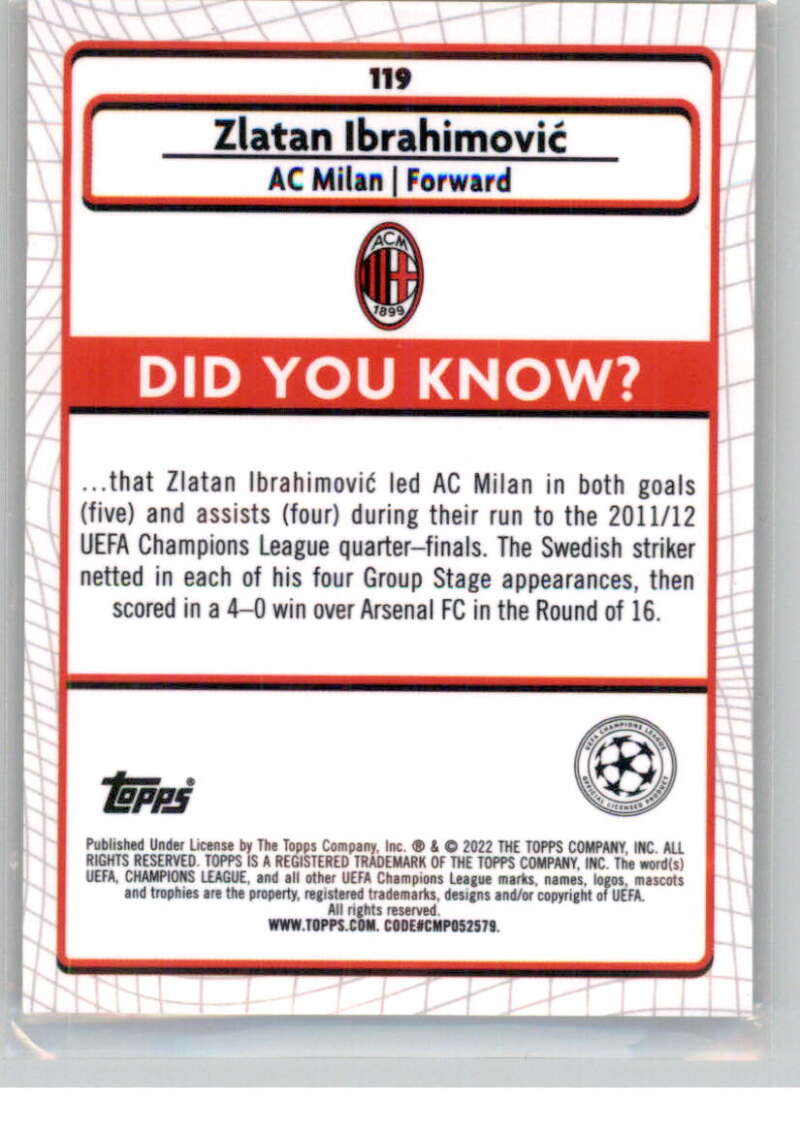 119
Zlatan Ibrahimović
AC Milan | Forward
ACM
1899
DID YOU KNOW?
...that Zlatan Ibrahimović led AC Milan in both goals
(five) and assists (four) during their run to the 2011/12
UEFA Champions League quarter–finals. The Swedish striker
netted in each of his four Group Stage appearances, then
scored in a 4–0 win over Arsenal FC in the Round of 16.
UEFA CHAMPIONS LEAGUE
OFFICIAL LICENSED PRODUCT
Topps®
Published Under License by The Topps Company, Inc. ® & © 2022 THE TOPPS COMPANY, INC. ALL
RIGHTS RESERVED. TOPPS IS A REGISTERED TRADEMARK OF THE TOPPS COMPANY, INC. The word(s)
UEFA, CHAMPIONS LEAGUE, and all other UEFA Champions League marks, names, logos, mascots
and trophies are the property, registered trademarks, designs and/or copyright of UEFA.
All rights reserved.
WWW.TOPPS.COM. CODE#CMP052579.